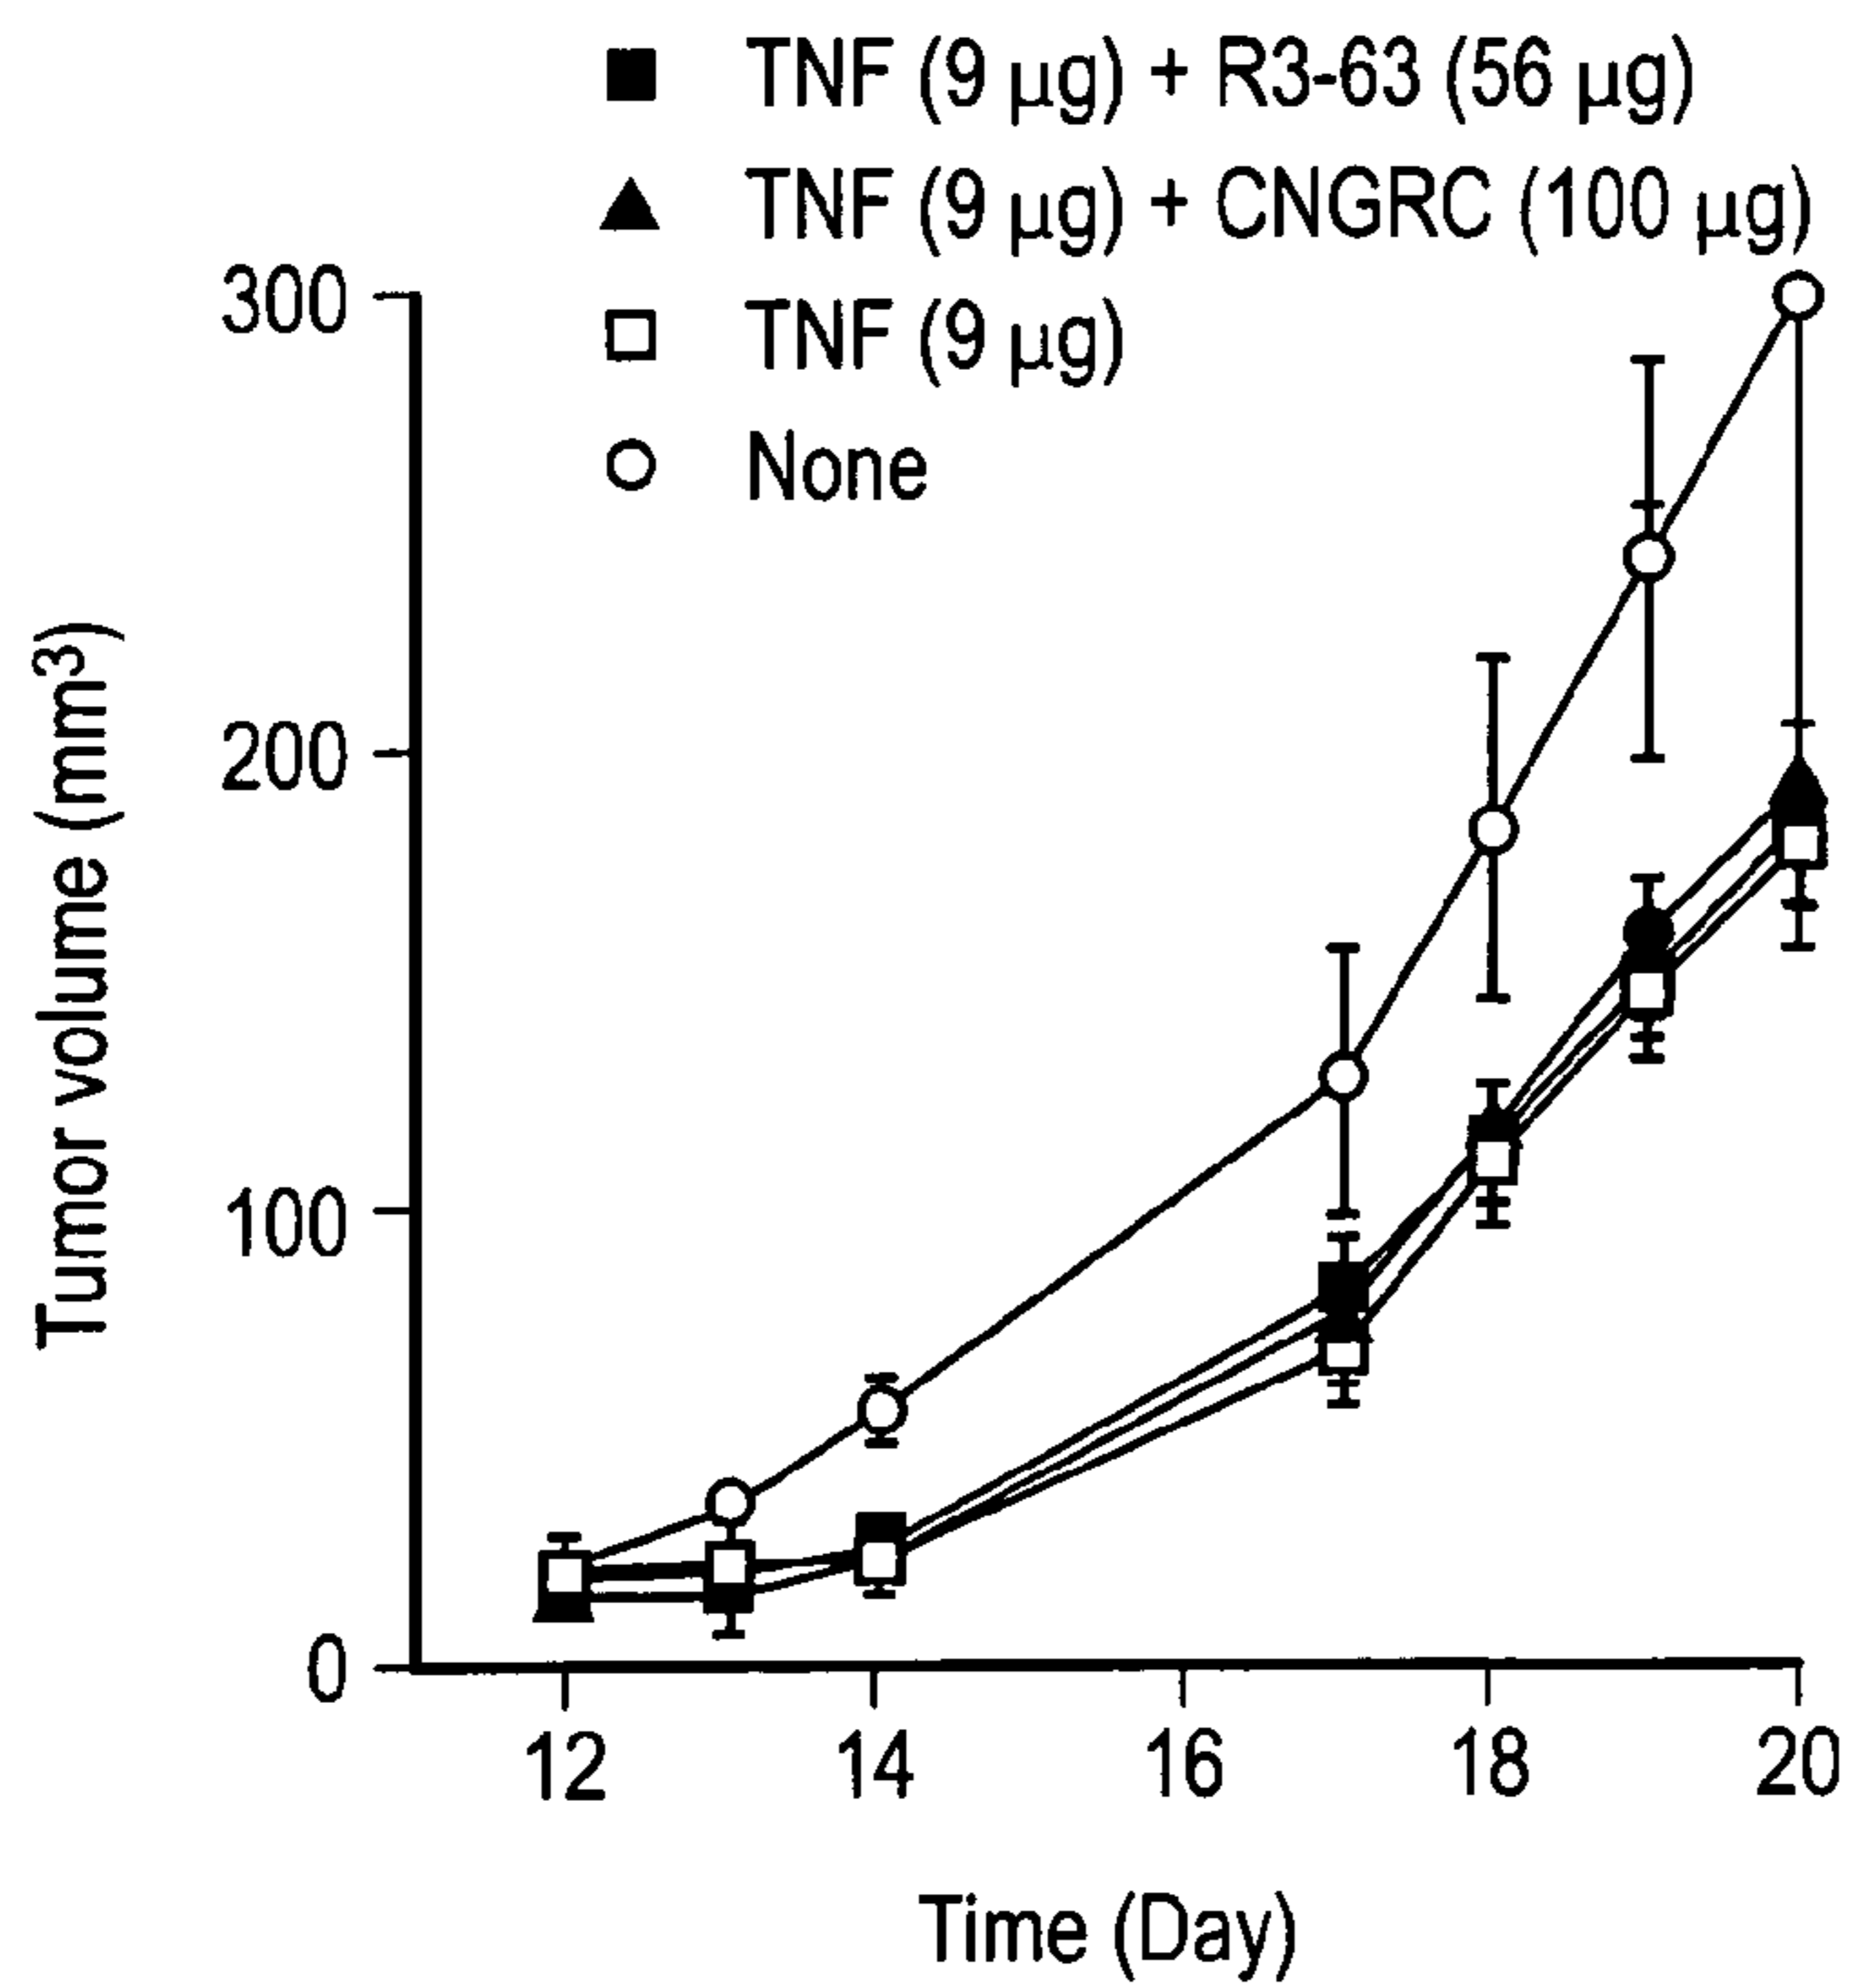 TNF (9 µg) + R3-63 (56 µg)
TNF (9 µg) + CNGRC (100 µg)
TNF (9 µg)
None
300
200
100
0
Tumor volume (mm³)
12 14 16 18 20
Time (Day)